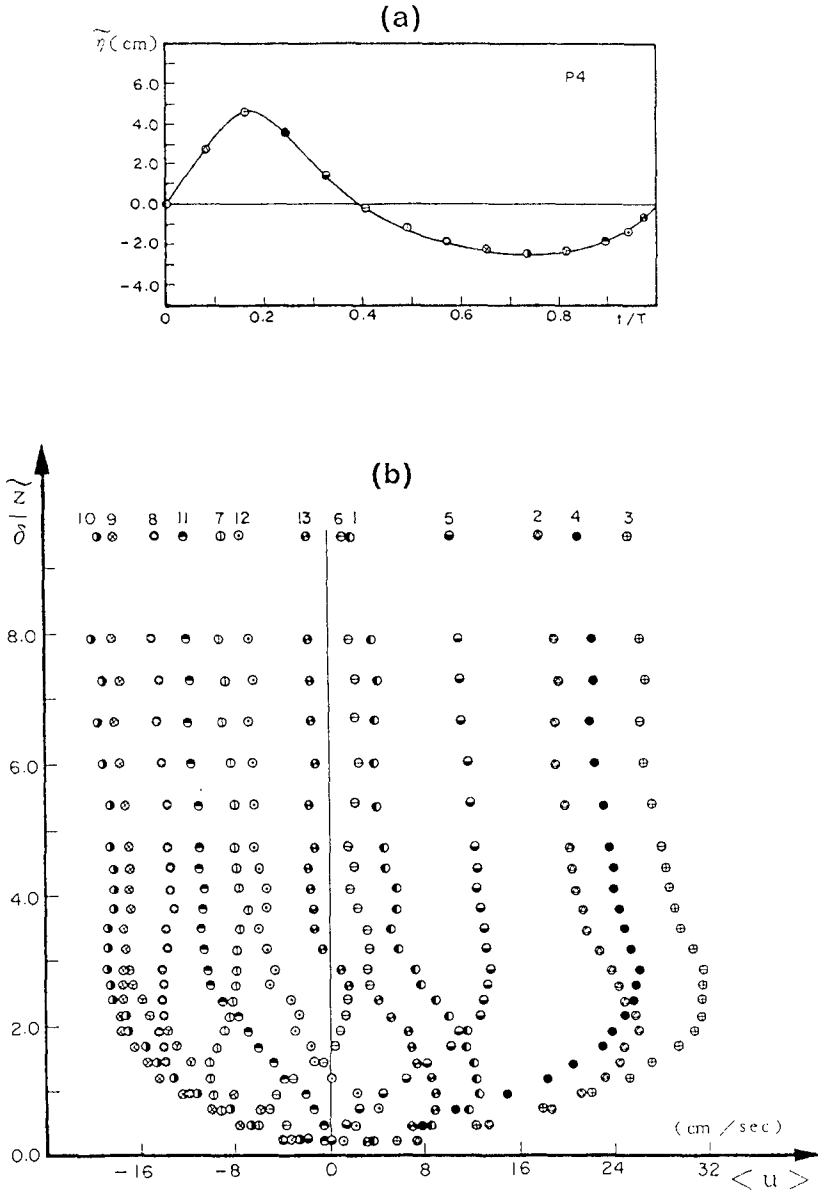 (a)
η̃(cm)
P4
6.0
4.0
2.0
0.0
-2.0
-4.0
0 0.2 0.4 0.6 0.8 t/T
(b)
z̃
δ
10 9 8 11 7 12 13 6 1 5 2 4 3
8.0
6.0
4.0
2.0
0.0
(cm/sec)
-16 -8 0 8 16 24 32
<u>